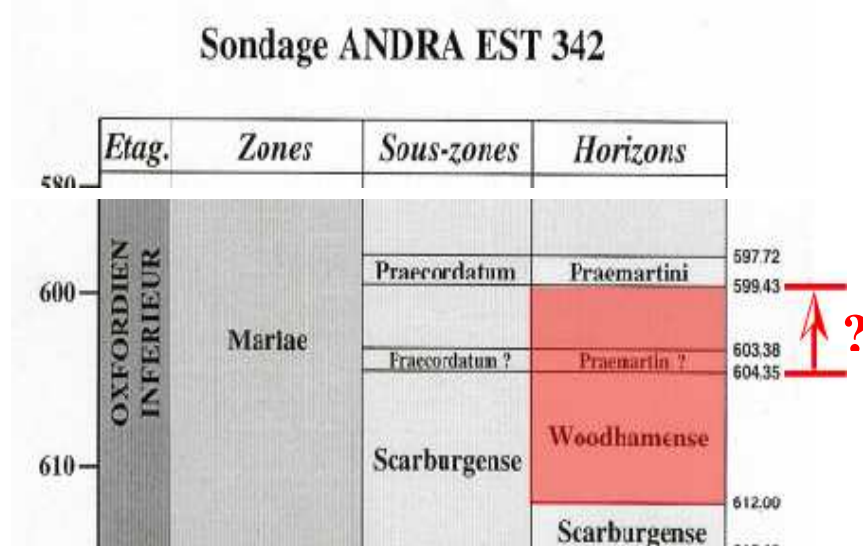 Sondage ANDRA EST 342
Etag. Zones Sous-zones Horizons
580
OXFORDIEN
INFERIEUR
597.72
Praecordatum Praemartini
600
599.43
Mariae
?
603.38
Praecordatum ? Praemartin ?
604.35
Woodhamense
610
Scarburgense
612.00
Scarburgense